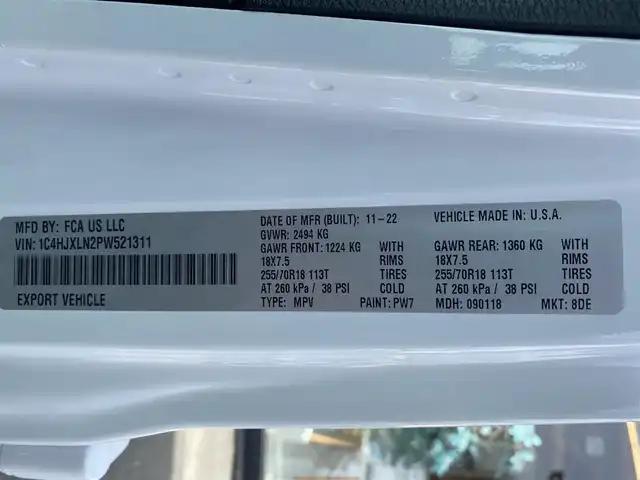 MFD BY: FCA US LLC
VIN: 1C4HJXLN2PW521311
EXPORT VEHICLE
DATE OF MFR (BUILT): 11-22
GVWR: 2494 KG
GAWR FRONT: 1224 KG WITH
18X7.5 RIMS
255/70R18 113T TIRES
AT 260 kPa / 38 PSI COLD
TYPE: MPV PAINT: PW7
VEHICLE MADE IN: U.S.A.
GAWR REAR: 1360 KG WITH
18X7.5 RIMS
255/70R18 113T TIRES
AT 260 kPa / 38 PSI COLD
MDH: 090118 MKT: 8DE